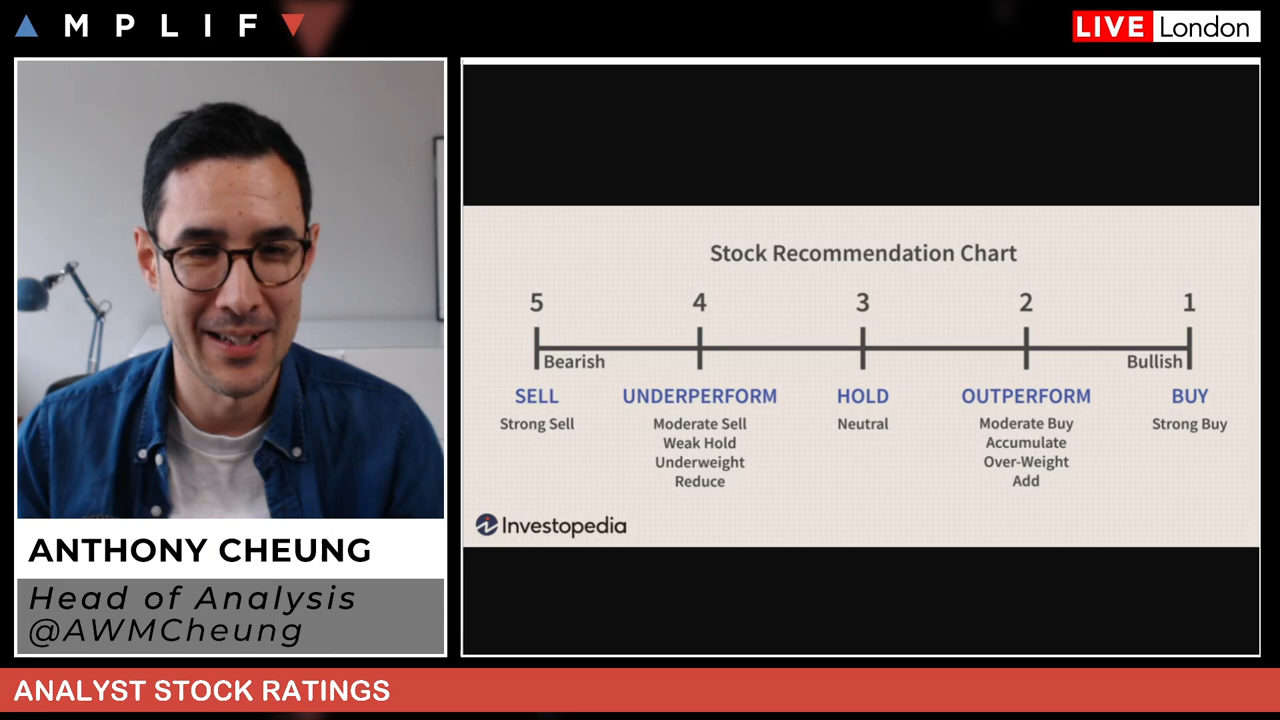 AMPLIFY
LIVE London
Stock Recommendation Chart
5 4 3 2 1
Bearish Bullish
SELL UNDERPERFORM HOLD OUTPERFORM BUY
Strong Sell Moderate Sell Neutral Moderate Buy Strong Buy
Weak Hold Accumulate
Underweight Over-Weight
Reduce Add
Investopedia
ANTHONY CHEUNG
Head of Analysis
@AWMCheung
ANALYST STOCK RATINGS